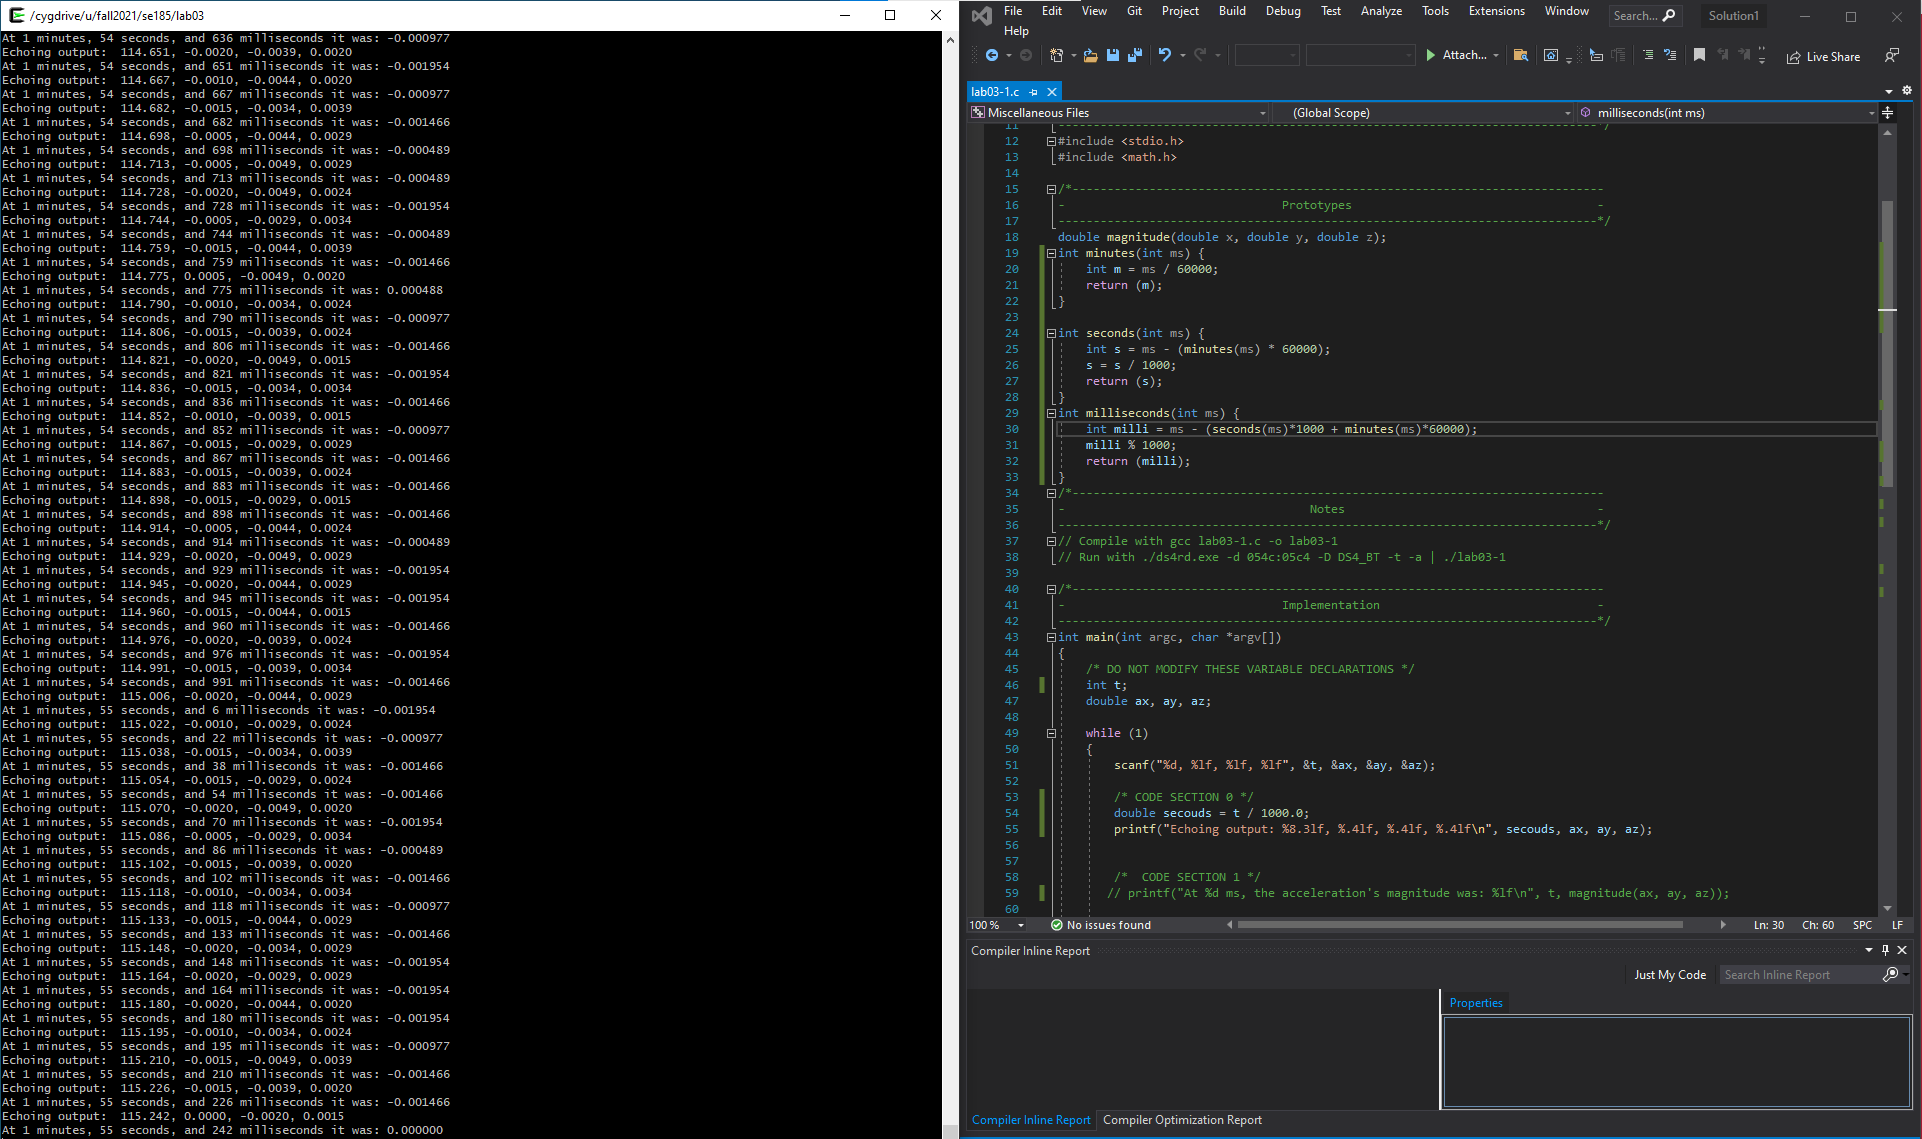 /cygdrive/u/fall2021/se185/lab03
At 1 minutes, 54 seconds, and 636 milliseconds it was: -0.000977
Echoing output:  114.651, -0.0020, -0.0039, 0.0020
At 1 minutes, 54 seconds, and 651 milliseconds it was: -0.001954
Echoing output:  114.667, -0.0010, -0.0044, 0.0020
At 1 minutes, 54 seconds, and 667 milliseconds it was: -0.000977
Echoing output:  114.682, -0.0015, -0.0034, 0.0039
At 1 minutes, 54 seconds, and 682 milliseconds it was: -0.001466
Echoing output:  114.698, -0.0005, -0.0044, 0.0029
At 1 minutes, 54 seconds, and 698 milliseconds it was: -0.000489
Echoing output:  114.713, -0.0005, -0.0049, 0.0029
At 1 minutes, 54 seconds, and 713 milliseconds it was: -0.000489
Echoing output:  114.728, -0.0020, -0.0049, 0.0024
At 1 minutes, 54 seconds, and 728 milliseconds it was: -0.001954
Echoing output:  114.744, -0.0005, -0.0029, 0.0034
At 1 minutes, 54 seconds, and 744 milliseconds it was: -0.000489
Echoing output:  114.759, -0.0015, -0.0044, 0.0039
At 1 minutes, 54 seconds, and 759 milliseconds it was: -0.001466
Echoing output:  114.775, 0.0005, -0.0049, 0.0020
At 1 minutes, 54 seconds, and 775 milliseconds it was: 0.000488
Echoing output:  114.790, -0.0010, -0.0034, 0.0024
At 1 minutes, 54 seconds, and 790 milliseconds it was: -0.000977
Echoing output:  114.806, -0.0015, -0.0039, 0.0024
At 1 minutes, 54 seconds, and 806 milliseconds it was: -0.001466
Echoing output:  114.821, -0.0020, -0.0049, 0.0015
At 1 minutes, 54 seconds, and 821 milliseconds it was: -0.001954
Echoing output:  114.836, -0.0015, -0.0034, 0.0034
At 1 minutes, 54 seconds, and 836 milliseconds it was: -0.001466
Echoing output:  114.852, -0.0010, -0.0039, 0.0015
At 1 minutes, 54 seconds, and 852 milliseconds it was: -0.000977
Echoing output:  114.867, -0.0015, -0.0029, 0.0029
At 1 minutes, 54 seconds, and 867 milliseconds it was: -0.001466
Echoing output:  114.883, -0.0015, -0.0039, 0.0024
At 1 minutes, 54 seconds, and 883 milliseconds it was: -0.001466
Echoing output:  114.898, -0.0015, -0.0029, 0.0015
At 1 minutes, 54 seconds, and 898 milliseconds it was: -0.001466
Echoing output:  114.914, -0.0005, -0.0044, 0.0024
At 1 minutes, 54 seconds, and 914 milliseconds it was: -0.000489
Echoing output:  114.929, -0.0020, -0.0049, 0.0029
At 1 minutes, 54 seconds, and 929 milliseconds it was: -0.001954
Echoing output:  114.945, -0.0020, -0.0044, 0.0029
At 1 minutes, 54 seconds, and 945 milliseconds it was: -0.001954
Echoing output:  114.960, -0.0015, -0.0044, 0.0015
At 1 minutes, 54 seconds, and 960 milliseconds it was: -0.001466
Echoing output:  114.976, -0.0020, -0.0039, 0.0024
At 1 minutes, 54 seconds, and 976 milliseconds it was: -0.001954
Echoing output:  114.991, -0.0015, -0.0039, 0.0034
At 1 minutes, 54 seconds, and 991 milliseconds it was: -0.001466
Echoing output:  115.006, -0.0020, -0.0044, 0.0029
At 1 minutes, 55 seconds, and 6 milliseconds it was: -0.001954
Echoing output:  115.022, -0.0010, -0.0029, 0.0024
At 1 minutes, 55 seconds, and 22 milliseconds it was: -0.000977
Echoing output:  115.038, -0.0015, -0.0034, 0.0039
At 1 minutes, 55 seconds, and 38 milliseconds it was: -0.001466
Echoing output:  115.054, -0.0015, -0.0029, 0.0024
At 1 minutes, 55 seconds, and 54 milliseconds it was: -0.001466
Echoing output:  115.070, -0.0020, -0.0049, 0.0020
At 1 minutes, 55 seconds, and 70 milliseconds it was: -0.001954
Echoing output:  115.086, -0.0005, -0.0029, 0.0034
At 1 minutes, 55 seconds, and 86 milliseconds it was: -0.000489
Echoing output:  115.102, -0.0015, -0.0039, 0.0020
At 1 minutes, 55 seconds, and 102 milliseconds it was: -0.001466
Echoing output:  115.118, -0.0010, -0.0034, 0.0034
At 1 minutes, 55 seconds, and 118 milliseconds it was: -0.000977
Echoing output:  115.133, -0.0015, -0.0044, 0.0029
At 1 minutes, 55 seconds, and 133 milliseconds it was: -0.001466
Echoing output:  115.148, -0.0020, -0.0034, 0.0029
At 1 minutes, 55 seconds, and 148 milliseconds it was: -0.001954
Echoing output:  115.164, -0.0020, -0.0029, 0.0029
At 1 minutes, 55 seconds, and 164 milliseconds it was: -0.001954
Echoing output:  115.180, -0.0020, -0.0044, 0.0020
At 1 minutes, 55 seconds, and 180 milliseconds it was: -0.001954
Echoing output:  115.195, -0.0010, -0.0034, 0.0024
At 1 minutes, 55 seconds, and 195 milliseconds it was: -0.000977
Echoing output:  115.210, -0.0015, -0.0049, 0.0039
At 1 minutes, 55 seconds, and 210 milliseconds it was: -0.001466
Echoing output:  115.226, -0.0015, -0.0039, 0.0020
At 1 minutes, 55 seconds, and 226 milliseconds it was: -0.001466
Echoing output:  115.242, 0.0000, -0.0020, 0.0015
At 1 minutes, 55 seconds, and 242 milliseconds it was: 0.000000
File Edit View Git Project Build Debug Test Analyze Tools Extensions Window Search... Solution1
Help
Attach... Live Share
lab03-1.c
Miscellaneous Files (Global Scope) milliseconds(int ms)
11 -----------------------------------------------------------------------------*/
12 #include <stdio.h>
13 #include <math.h>
14
15 /*----------------------------------------------------------------------------
16 - Prototypes -
17 -----------------------------------------------------------------------------*/
18 double magnitude(double x, double y, double z);
19 int minutes(int ms) {
20 int m = ms / 60000;
21 return (m);
22 }
23
24 int seconds(int ms) {
25 int s = ms - (minutes(ms) * 60000);
26 s = s / 1000;
27 return (s);
28 }
29 int milliseconds(int ms) {
30 int milli = ms - (seconds(ms)*1000 + minutes(ms)*60000);
31 milli % 1000;
32 return (milli);
33 }
34 /*----------------------------------------------------------------------------
35 - Notes -
36 -----------------------------------------------------------------------------*/
37 // Compile with gcc lab03-1.c -o lab03-1
38 // Run with ./ds4rd.exe -d 054c:05c4 -D DS4_BT -t -a | ./lab03-1
39
40 /*----------------------------------------------------------------------------
41 - Implementation -
42 -----------------------------------------------------------------------------*/
43 int main(int argc, char *argv[])
44 {
45 /* DO NOT MODIFY THESE VARIABLE DECLARATIONS */
46 int t;
47 double ax, ay, az;
48
49 while (1)
50 {
51 scanf("%d, %lf, %lf, %lf", &t, &ax, &ay, &az);
52
53 /* CODE SECTION 0 */
54 double secouds = t / 1000.0;
55 printf("Echoing output: %8.3lf, %.4lf, %.4lf, %.4lf\n", secouds, ax, ay, az);
56
57
58 /*  CODE SECTION 1 */
59 // printf("At %d ms, the acceleration's magnitude was: %lf\n", t, magnitude(ax, ay, az));
60
100 % No issues found Ln: 30 Ch: 60 SPC LF
Compiler Inline Report
Just My Code Search Inline Report
Properties
Compiler Inline Report Compiler Optimization Report